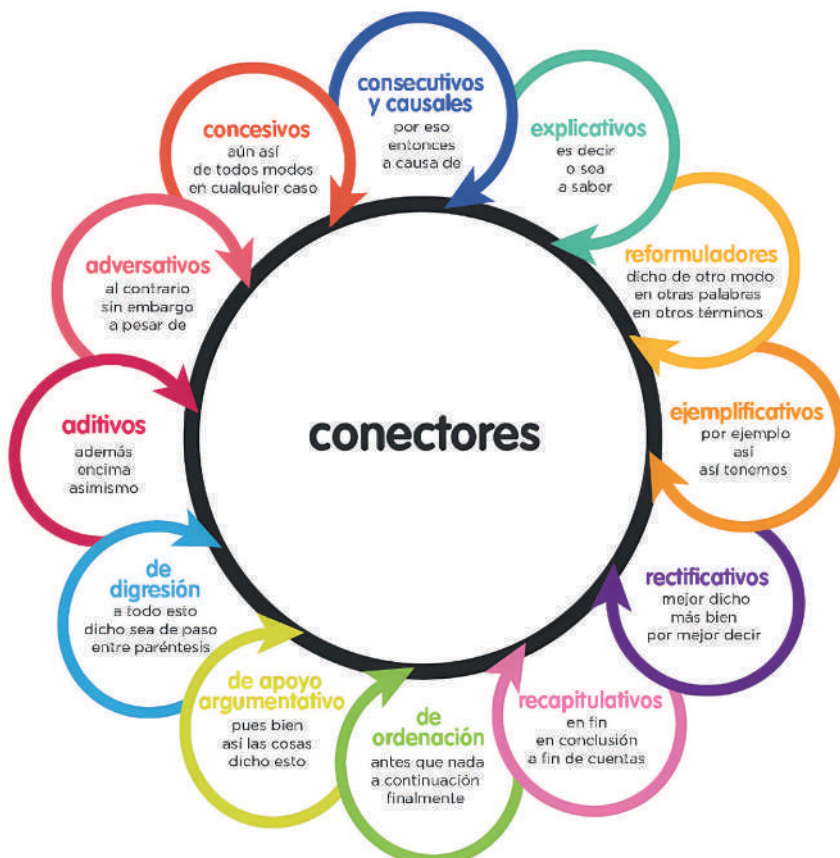 consecutivos
y causales
por eso
entonces
a causa de
explicativos
es decir
o sea
a saber
reformuladores
dicho de otro modo
en otras palabras
en otros términos
ejemplificativos
por ejemplo
así
así tenemos
rectificativos
mejor dicho
más bien
por mejor decir
recapitulativos
en fin
en conclusión
a fin de cuentas
de
ordenación
antes que nada
a continuación
finalmente
de apoyo
argumentativo
pues bien
así las cosas
dicho esto
de
digresión
a todo esto
dicho sea de paso
entre paréntesis
aditivos
además
encima
asimismo
adversativos
al contrario
sin embargo
a pesar de
concesivos
aún así
de todos modos
en cualquier caso
conectores